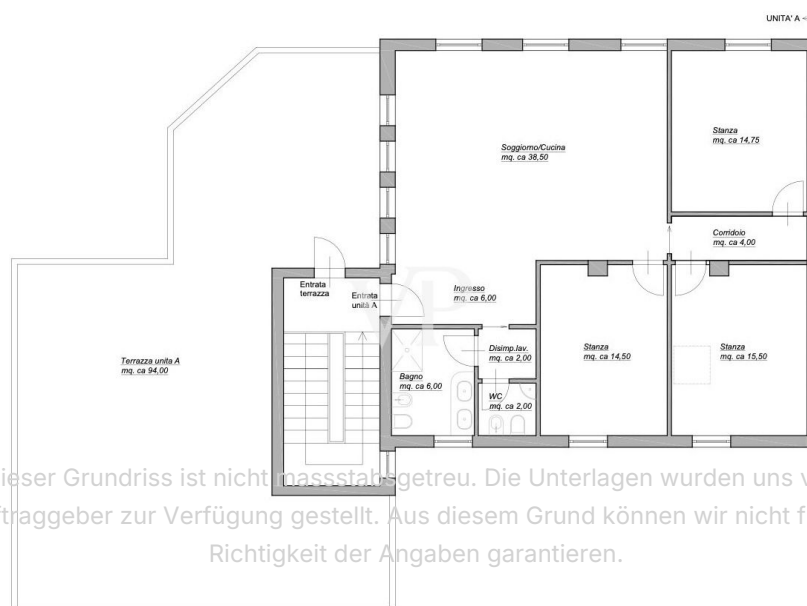 UNITA' A -
Stanza
mq. ca 14,75
Soggiorno/Cucina
mq. ca 38,50
Corridoio
mq. ca 4,00
Entrata
terrazza
Entrata
unità A
Ingresso
mq. ca 6,00
VP
Terrazza unita A
mq. ca 94,00
Disimp.lav.
mq. ca 2,00
Stanza
mq. ca 14,50
Stanza
mq. ca 15,50
Bagno
mq. ca 6,00
WC
mq. ca 2,00
ieser Grundriss ist nicht massstabsgetreu. Die Unterlagen wurden uns v
ftraggeber zur Verfügung gestellt. Aus diesem Grund können wir nicht f
Richtigkeit der Angaben garantieren.